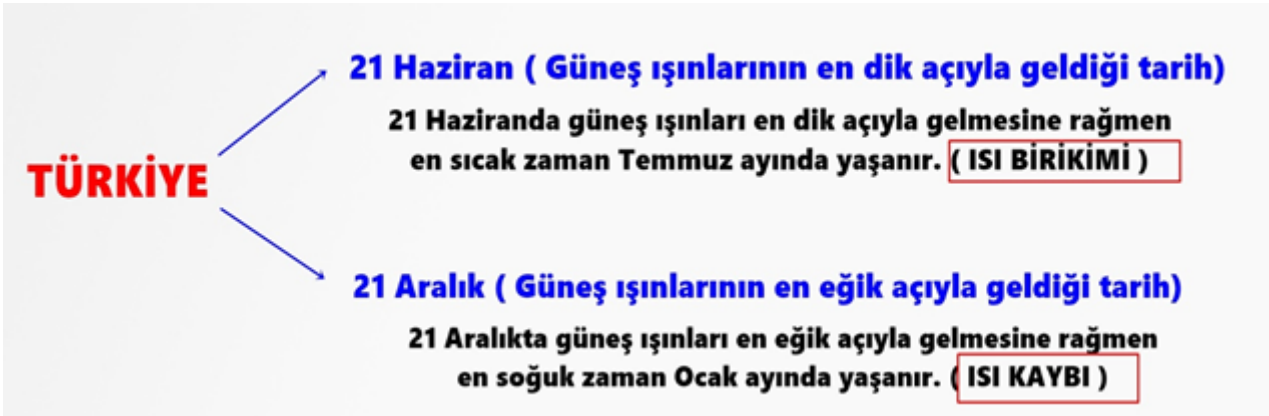 21 Haziran ( Güneş ışınlarının en dik açıyla geldiği tarih)
21 Haziranda güneş ışınları en dik açıyla gelmesine rağmen
en sıcak zaman Temmuz ayında yaşanır. ( ISI BİRİKİMİ )
TÜRKİYE
21 Aralık ( Güneş ışınlarının en eğik açıyla geldiği tarih)
21 Aralıkta güneş ışınları en eğik açıyla gelmesine rağmen
en soğuk zaman Ocak ayında yaşanır. ( ISI KAYBI )